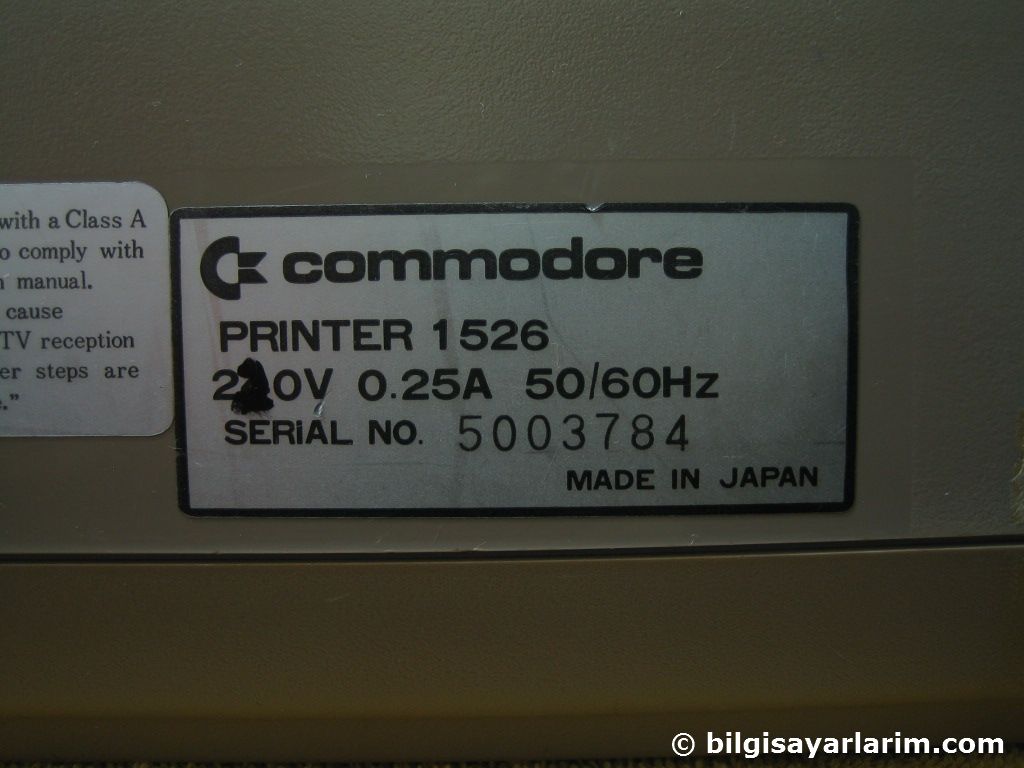 with a Class A
comply with
manual.
cause
TV reception
steps are
commodore
PRINTER 1526
0.25A 50/60Hz
SERIAL NO. 5003784
MADE IN JAPAN
© bilgisayarlarim.com